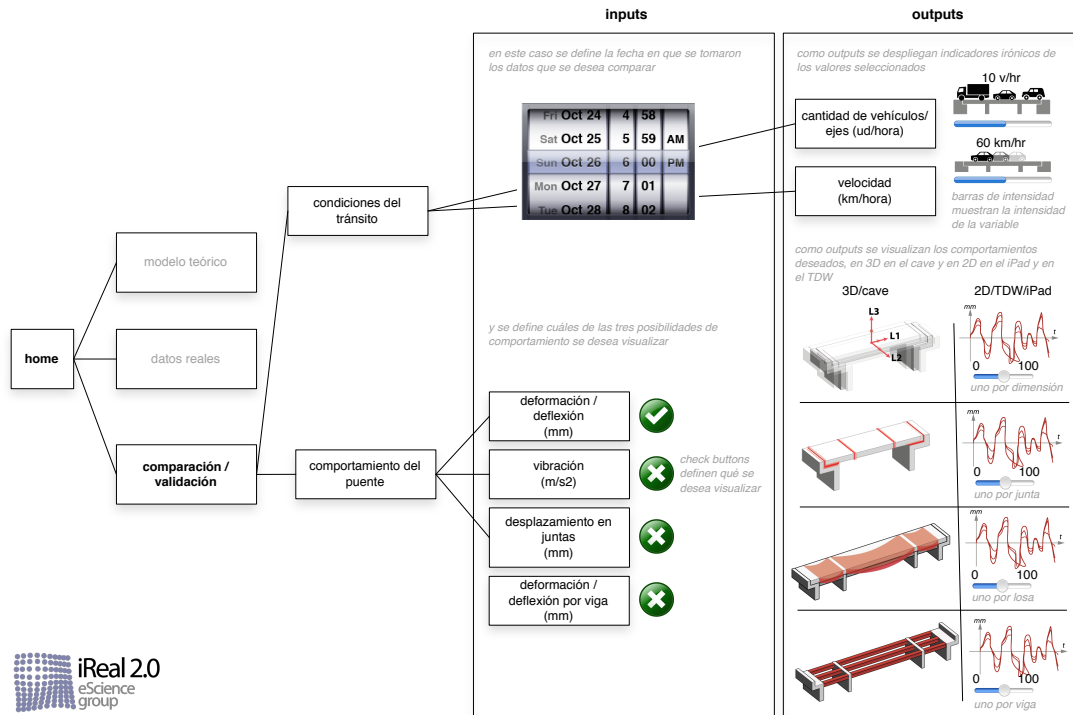 inputs
outputs
en este caso se define la fecha en que se tomaron
los datos que se desea comparar
Fri Oct 24 4 58
Sat Oct 25 5 59 AM
Sun Oct 26 6 00 PM
Mon Oct 27 7 01
Tue Oct 28 8 02
como outputs se despliegan indicadores irónicos de
los valores seleccionados
cantidad de vehículos/
ejes (ud/hora)
10 v/hr
velocidad
(km/hora)
60 km/hr
barras de intensidad
muestran la intensidad
de la variable
condiciones del
tránsito
modelo teórico
home
datos reales
comparación /
validación
comportamiento del
puente
y se define cuáles de las tres posibilidades de
comportamiento se desea visualizar
deformación /
deflexión
(mm)
vibración
(m/s2)
desplazamiento en
juntas
(mm)
deformación /
deflexión por viga
(mm)
check buttons
definen qué se
desea visualizar
como outputs se visualizan los comportamientos
deseados, en 3D en el cave y en 2D en el iPad y en
el TDW
3D/cave
2D/TDW/iPad
L3
L1
L2
mm
t
0 100
uno por dimensión
mm
t
0 100
uno por junta
mm
t
0 100
uno por losa
mm
t
0 100
uno por viga
iReal 2.0
eScience
group